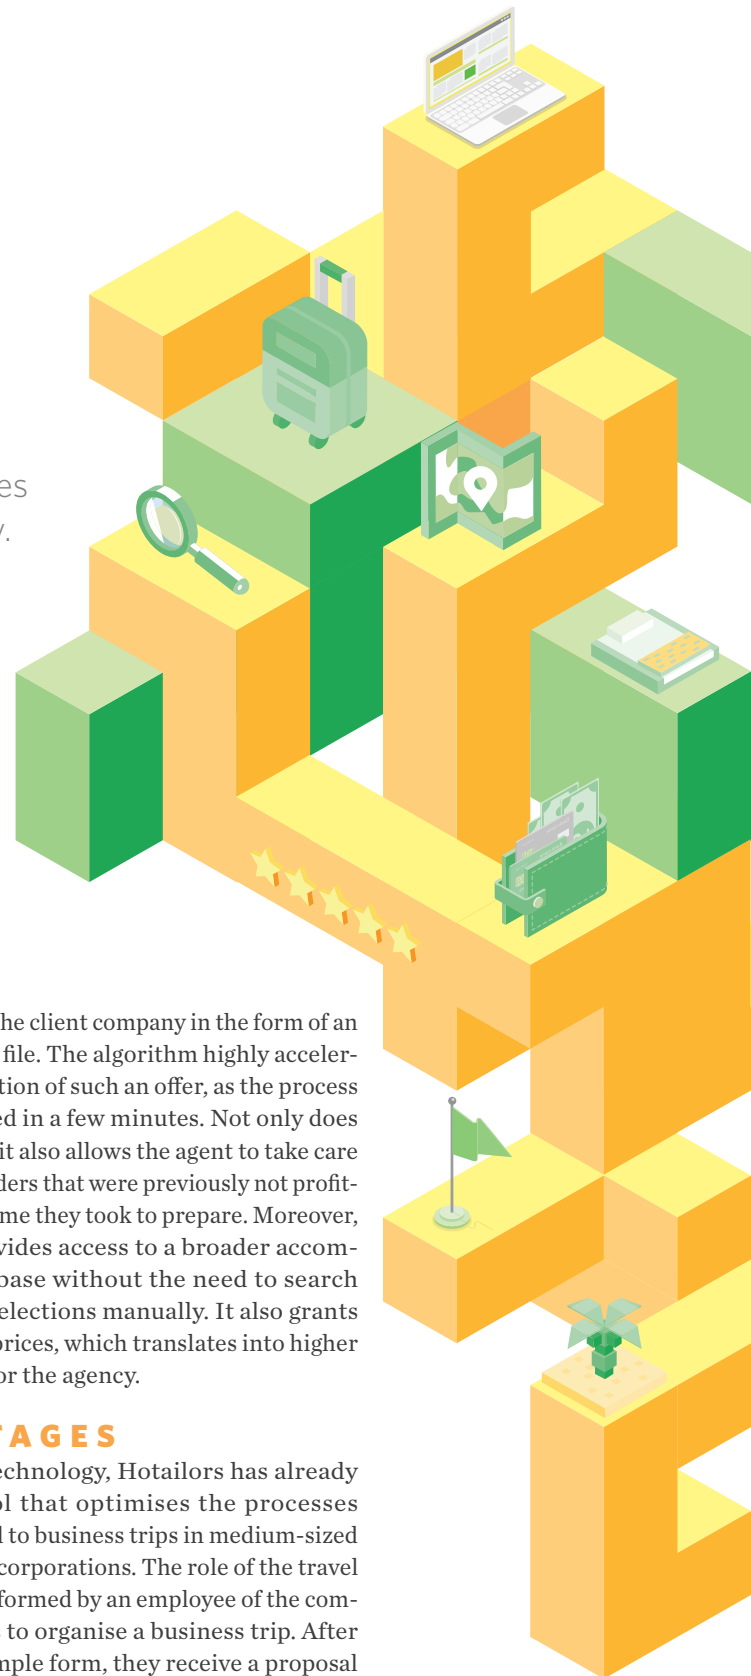 es
y.
he client company in the form of an
file. The algorithm highly acceler-
tion of such an offer, as the process
ed in a few minutes. Not only does
it also allows the agent to take care
ders that were previously not profit-
me they took to prepare. Moreover,
vides access to a broader accom-
base without the need to search
elections manually. It also grants
prices, which translates into higher
or the agency.
TAGES
echnology, Hotailors has already
ol that optimises the processes
d to business trips in medium-sized
corporations. The role of the travel
formed by an employee of the com-
s to organise a business trip. After
mple form, they receive a proposal